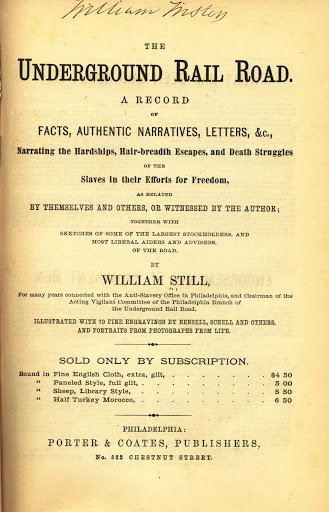 William
THE
UNDERGROUND RAIL ROAD.
A RECORD
OF
FACTS, AUTHENTIC NARRATIVES, LETTERS, &c.,
Narrating the Hardships, Hair-breadth Escapes, and Death Struggles
OF THE
Slaves in their Efforts for Freedom,
AS RELATED
BY THEMSELVES AND OTHERS, OR WITNESSED BY THE AUTHOR;
TOGETHER WITH
SKETCHES OF SOME OF THE LARGEST STOCKHOLDERS, AND
MOST LIBERAL AIDERS AND ADVISERS,
OF THE ROAD.
BY
WILLIAM STILL,
For many years connected with the Anti-Slavery Office in Philadelphia, and Chairman of the
Acting Vigilant Committee of the Philadelphia Branch of
the Underground Rail Road.
ILLUSTRATED WITH 70 FINE ENGRAVINGS BY BENSELL, SCHELL AND OTHERS,
AND PORTRAITS FROM PHOTOGRAPHS FROM LIFE.
SOLD ONLY BY SUBSCRIPTION.
Bound in Fine English Cloth, extra, gilt, . . . . . . $4 50
“ Paneled Style, full gilt, . . . . . . 5 00
“ Sheep, Library Style, . . . . . . 5 50
“ Half Turkey Morocco, . . . . . . 6 50
PHILADELPHIA:
PORTER & COATES, PUBLISHERS,
No. 822 CHESTNUT STREET.